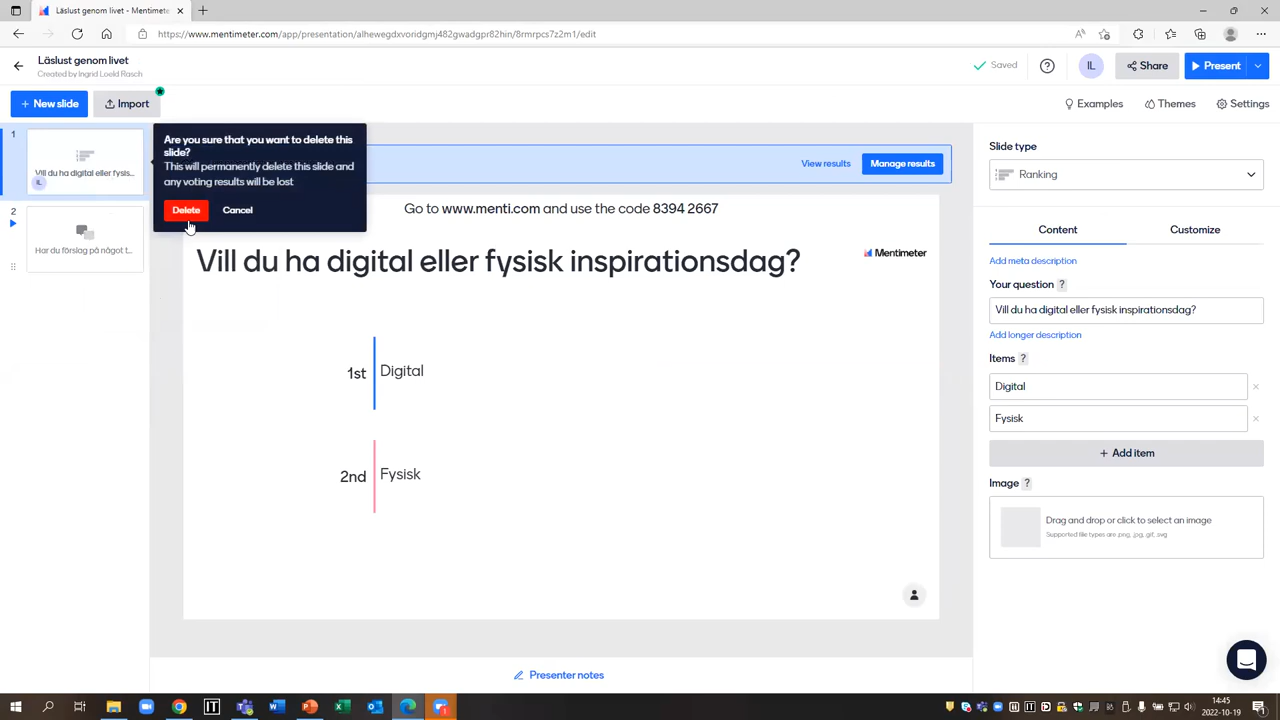 Läslust genom livet - Mentimete
https://www.mentimeter.com/app/presentation/alhewegdxvoridgmj482gwadgpr82hin/8rmrpcs7z2m1/edit
Läslust genom livet
Created by Ingrid Loeld Rasch
Saved
IL
Share
Present
+ New slide
Import
Examples
Themes
Settings
1
Vill du ha digital eller fysis...
IL
2
Har du förslag på något t...
Are you sure that you want to delete this
slide?
This will permanently delete this slide and
any voting results will be lost
Delete
Cancel
View results
Manage results
Go to www.menti.com and use the code 8394 2667
Vill du ha digital eller fysisk inspirationsdag?
Mentimeter
1st
Digital
2nd
Fysisk
Presenter notes
Slide type
Ranking
Content
Customize
Add meta description
Your question ?
Vill du ha digital eller fysisk inspirationsdag?
Add longer description
Items ?
Digital
Fysisk
+ Add item
Image ?
Drag and drop or click to select an image
Supported file types are .png, .jpg, .gif, .svg
14:45
2022-10-19